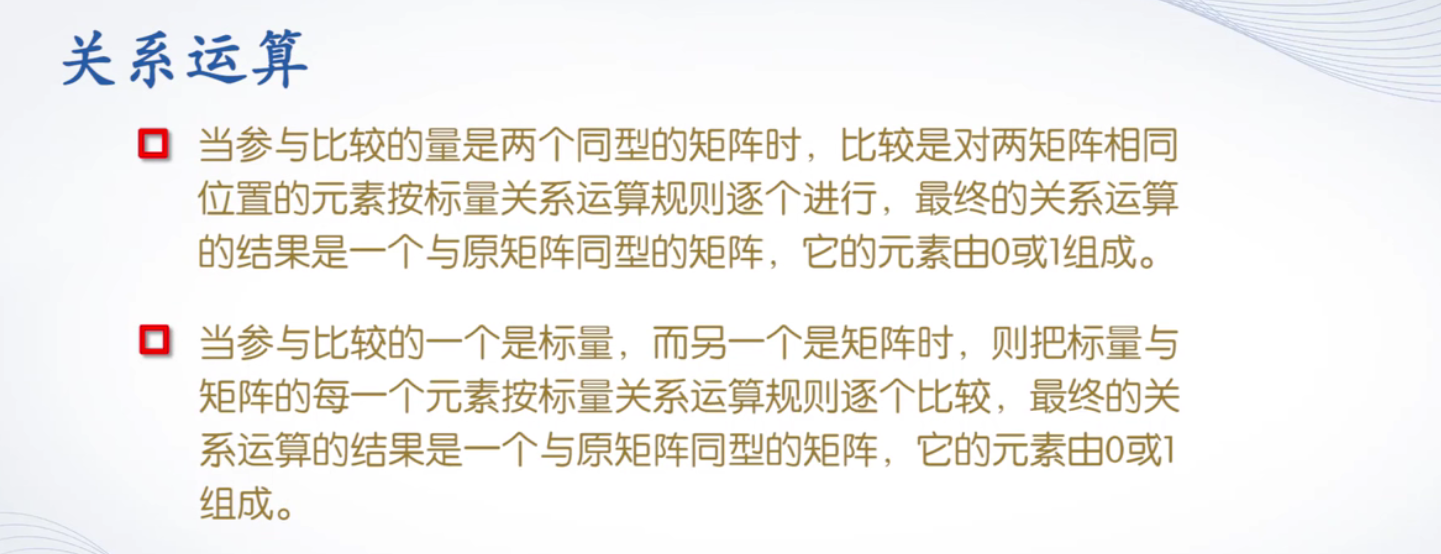 关系运算
当参与比较的量是两个同型的矩阵时，比较是对两矩阵相同
位置的元素按标量关系运算规则逐个进行，最终的关系运算
的结果是一个与原矩阵同型的矩阵，它的元素由0或1组成。
当参与比较的一个是标量，而另一个是矩阵时，则把标量与
矩阵的每一个元素按标量关系运算规则逐个比较，最终的关
系运算的结果是一个与原矩阵同型的矩阵，它的元素由0或1
组成。